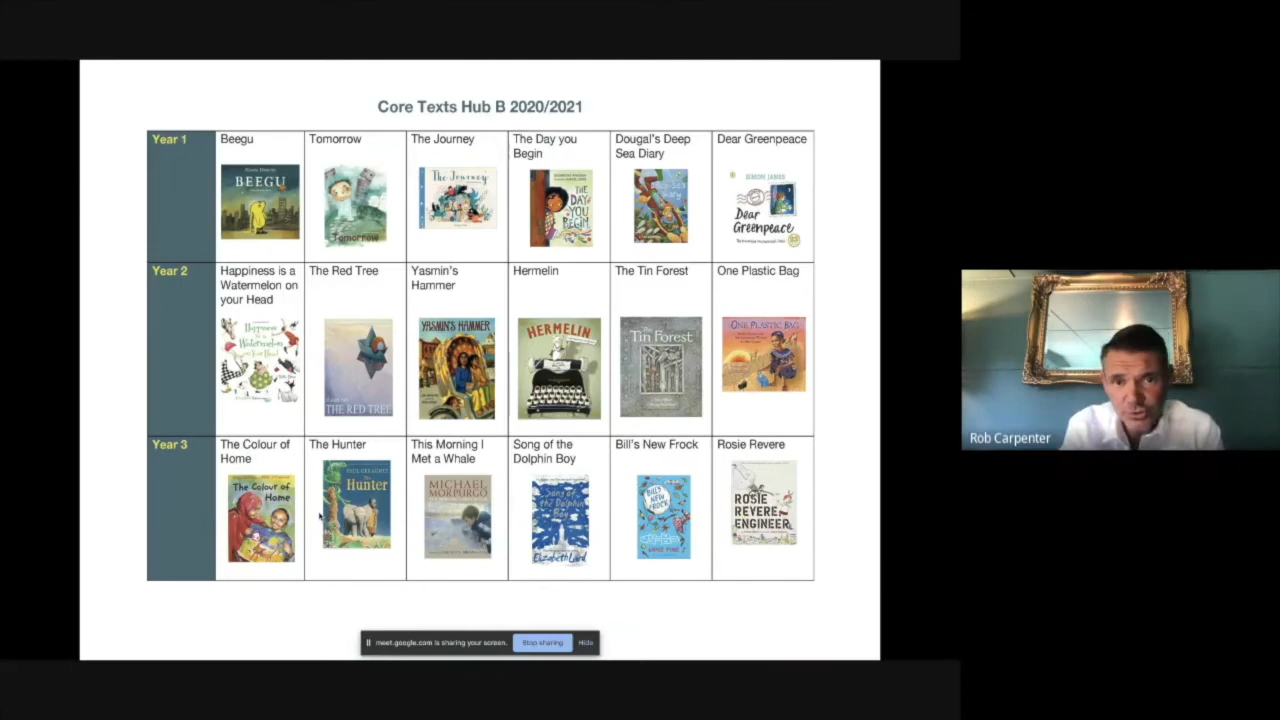 Core Texts Hub B 2020/2021
Year 1
Beegu
BEEGU
Tomorrow
Tomorrow
The Journey
The Journey
The Day you
Begin
THE
DAY
YOU
BEGIN
Dougal's Deep
Sea Diary
Dear Greenpeace
SIMON JAMES
Dear
Greenpeace
Year 2
Happiness is a
Watermelon on
your Head
Happiness
is a
Watermelon
on your Head
The Red Tree
THE RED TREE
Yasmin's
Hammer
YASMIN'S HAMMER
Hermelin
HERMELIN
The Tin Forest
The
Tin Forest
One Plastic Bag
ONE PLASTIC BAG
Year 3
The Colour of
Home
The Colour of
Home
The Hunter
The
Hunter
This Morning I
Met a Whale
MICHAEL
MORPURGO
Song of the
Dolphin Boy
Song of
the Dolphin
Boy
Elizabeth Laird
Bill's New Frock
BILL'S
NEW
FROCK
ANNE FINE
Rosie Revere
ROSIE
REVERE,
ENGINEER
meet.google.com is sharing your screen.
Stop sharing
Hide
Rob Carpenter